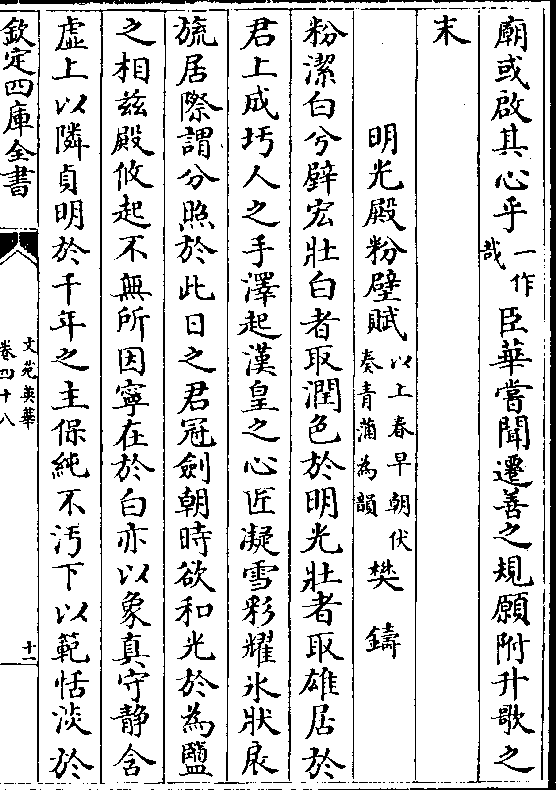 廟或啟其心乎一作哉臣華嘗聞遷善之規願附升歌之
末
明光殿粉壁賦以上春早朝伏奏青蒲為韻樊鑄
粉潔白兮壁宏壯白者取潤色於明光壯者取雄居於
君上成圬人之手澤起漢皇之心匠凝雪彩耀氷狀扆
旒居際謂分照於此日之君冠劍朝時欲和光於為鹽
之相兹殿攸起不無所因寧在於白亦以象真守静含
虛上以隣貞明於千年之主保純不汚下以範恬淡於
欽定四庫全書
文苑英華
卷四十八
十一